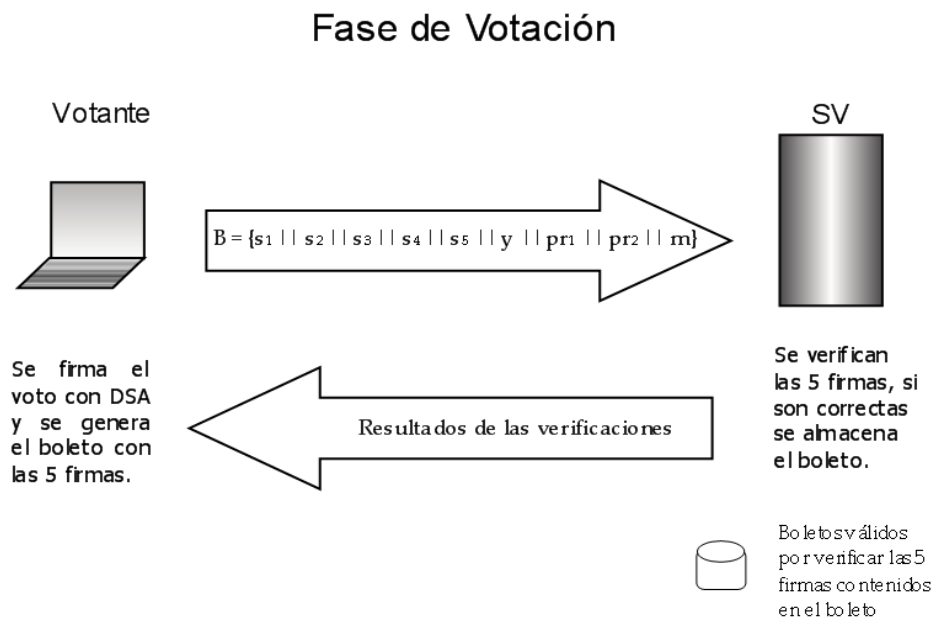 Fase de Votación
Votante
SV
B = {s1 || s2 || s3 || s4 || s5 || y || pr1 || pr2 || m}
Se firma el
voto con DSA
y se genera
el boleto con
las 5 firmas.
Se verifican
las 5 firmas, si
son correctas
se almacena
el boleto.
Resultados de las verificaciones
Boletos válidos
por verificar las 5
firmas contenidos
en el boleto